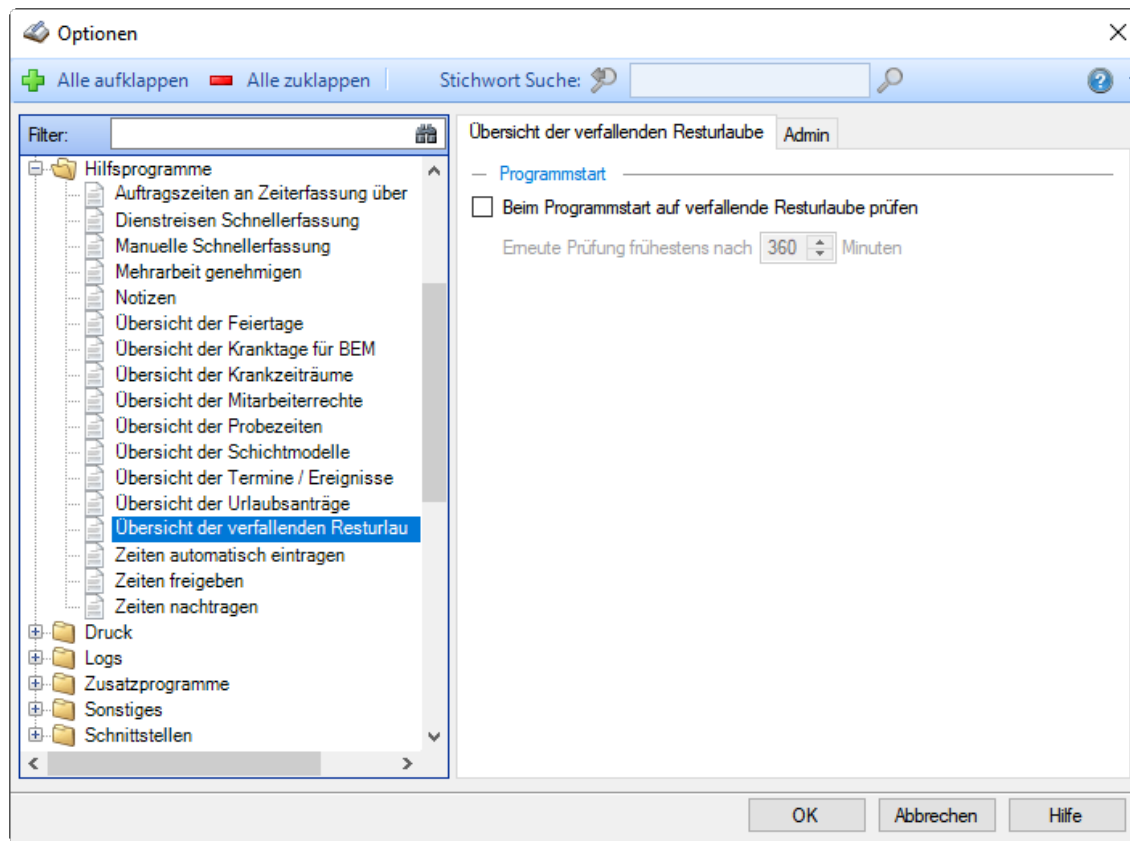 Optionen
Alle aufklappen Alle zuklappen Stichwort Suche:
Filter:
Hilfsprogramme
Auftragszeiten an Zeiterfassung über
Dienstreisen Schnellerfassung
Manuelle Schnellerfassung
Mehrarbeit genehmigen
Notizen
Übersicht der Feiertage
Übersicht der Kranktage für BEM
Übersicht der Krankzeiträume
Übersicht der Mitarbeiterrechte
Übersicht der Probezeiten
Übersicht der Schichtmodelle
Übersicht der Termine / Ereignisse
Übersicht der Urlaubsanträge
Übersicht der verfallenden Resturlau
Zeiten automatisch eintragen
Zeiten freigeben
Zeiten nachtragen
Druck
Logs
Zusatzprogramme
Sonstiges
Schnittstellen
Übersicht der verfallenden Resturlaube Admin
Programmstart
Beim Programmstart auf verfallende Resturlaube prüfen
Erneute Prüfung frühestens nach 360 Minuten
OK Abbrechen Hilfe